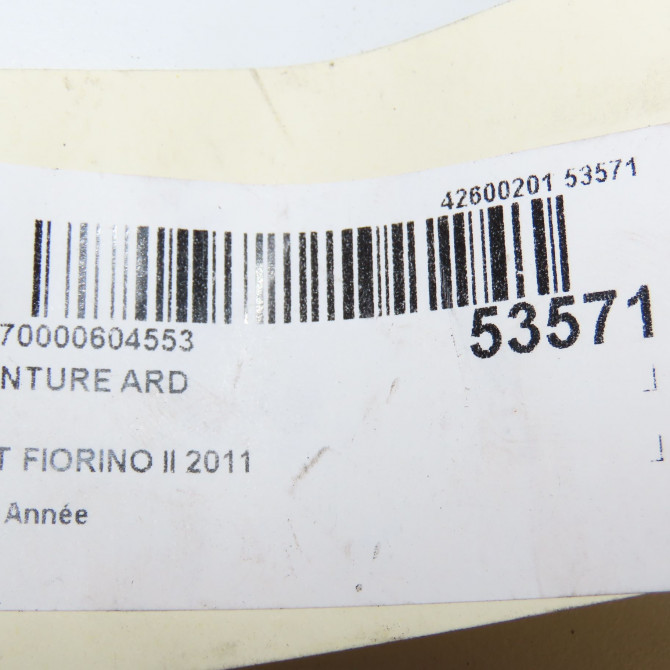 42600201 53571
53571
70000604553
NTURE ARD
T FIORINO II 2011
Année